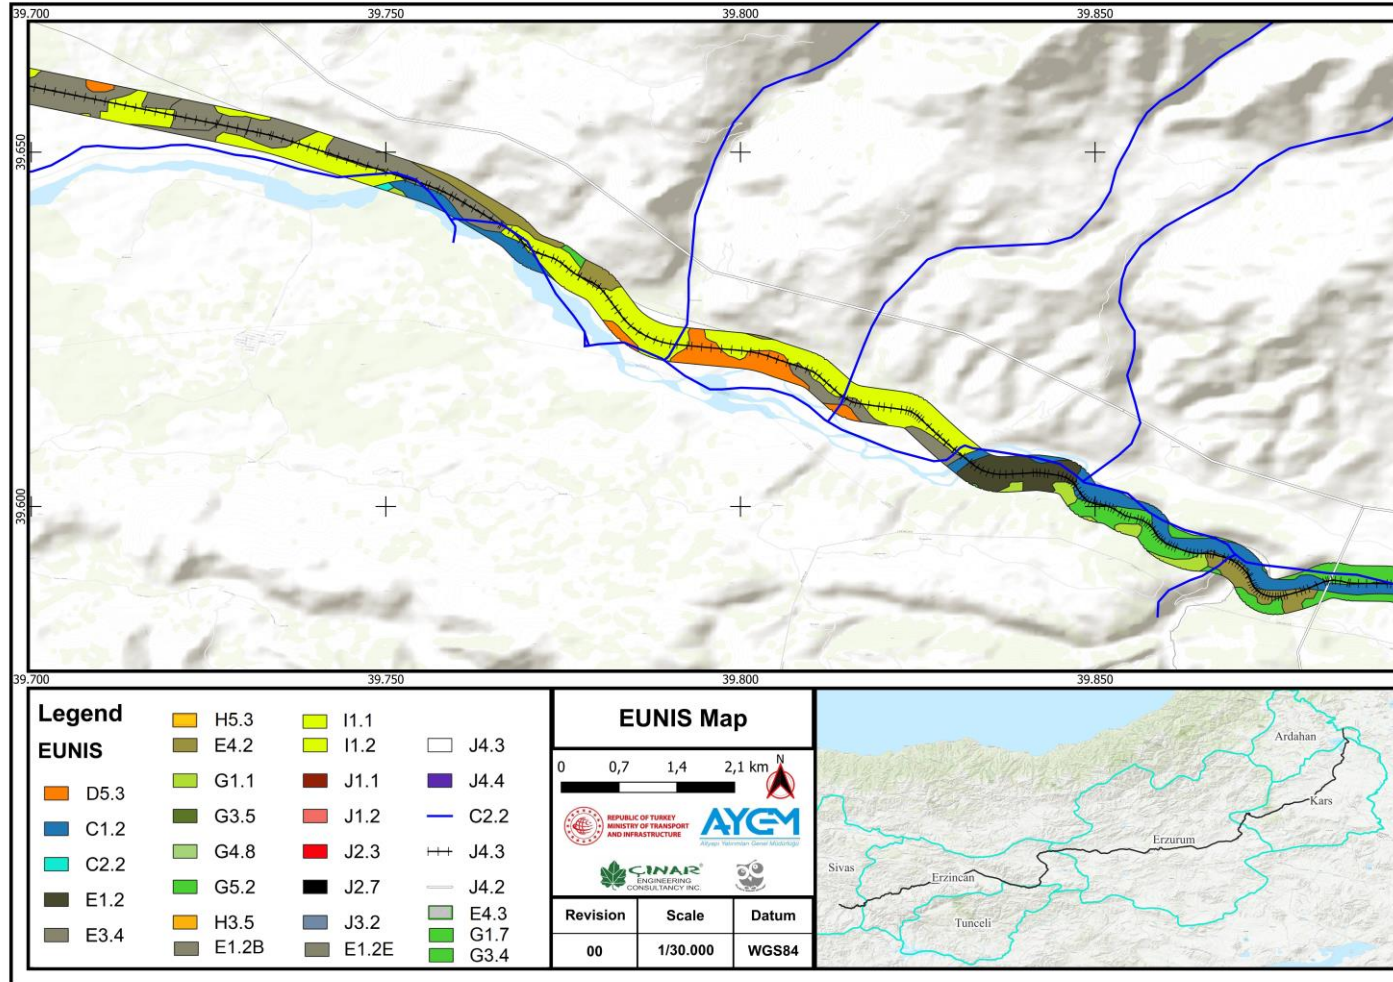 39.700
39.750
39.800
39.850
39.650
39.600
39.700
39.750
39.800
39.850
Legend
EUNIS
D5.3
C1.2
C2.2
E1.2
E3.4
H5.3
E4.2
G1.1
G3.5
G4.8
G5.2
H3.5
E1.2B
I1.1
I1.2
J1.1
J1.2
J2.3
J2.7
J3.2
E1.2E
J4.3
J4.4
C2.2
J4.3
J4.2
E4.3
G1.7
G3.4
EUNIS Map
0 0,7 1,4 2,1 km
N
REPUBLIC OF TURKEY
MINISTRY OF TRANSPORT
AND INFRASTRUCTURE
AYGM
Altyapı Yatırımları Genel Müdürlüğü
ÇINAR
ENGINEERING
CONSULTANCY INC.
Revision Scale Datum
00 1/30.000 WGS84
Ardahan
Kars
Erzurum
Sivas
Erzincan
Tunceli